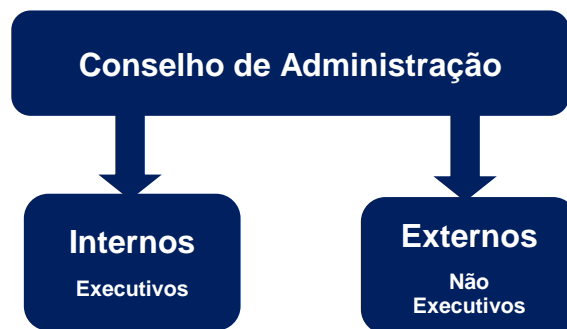 Conselho de Administração
Internos
Executivos
Externos
Não
Executivos